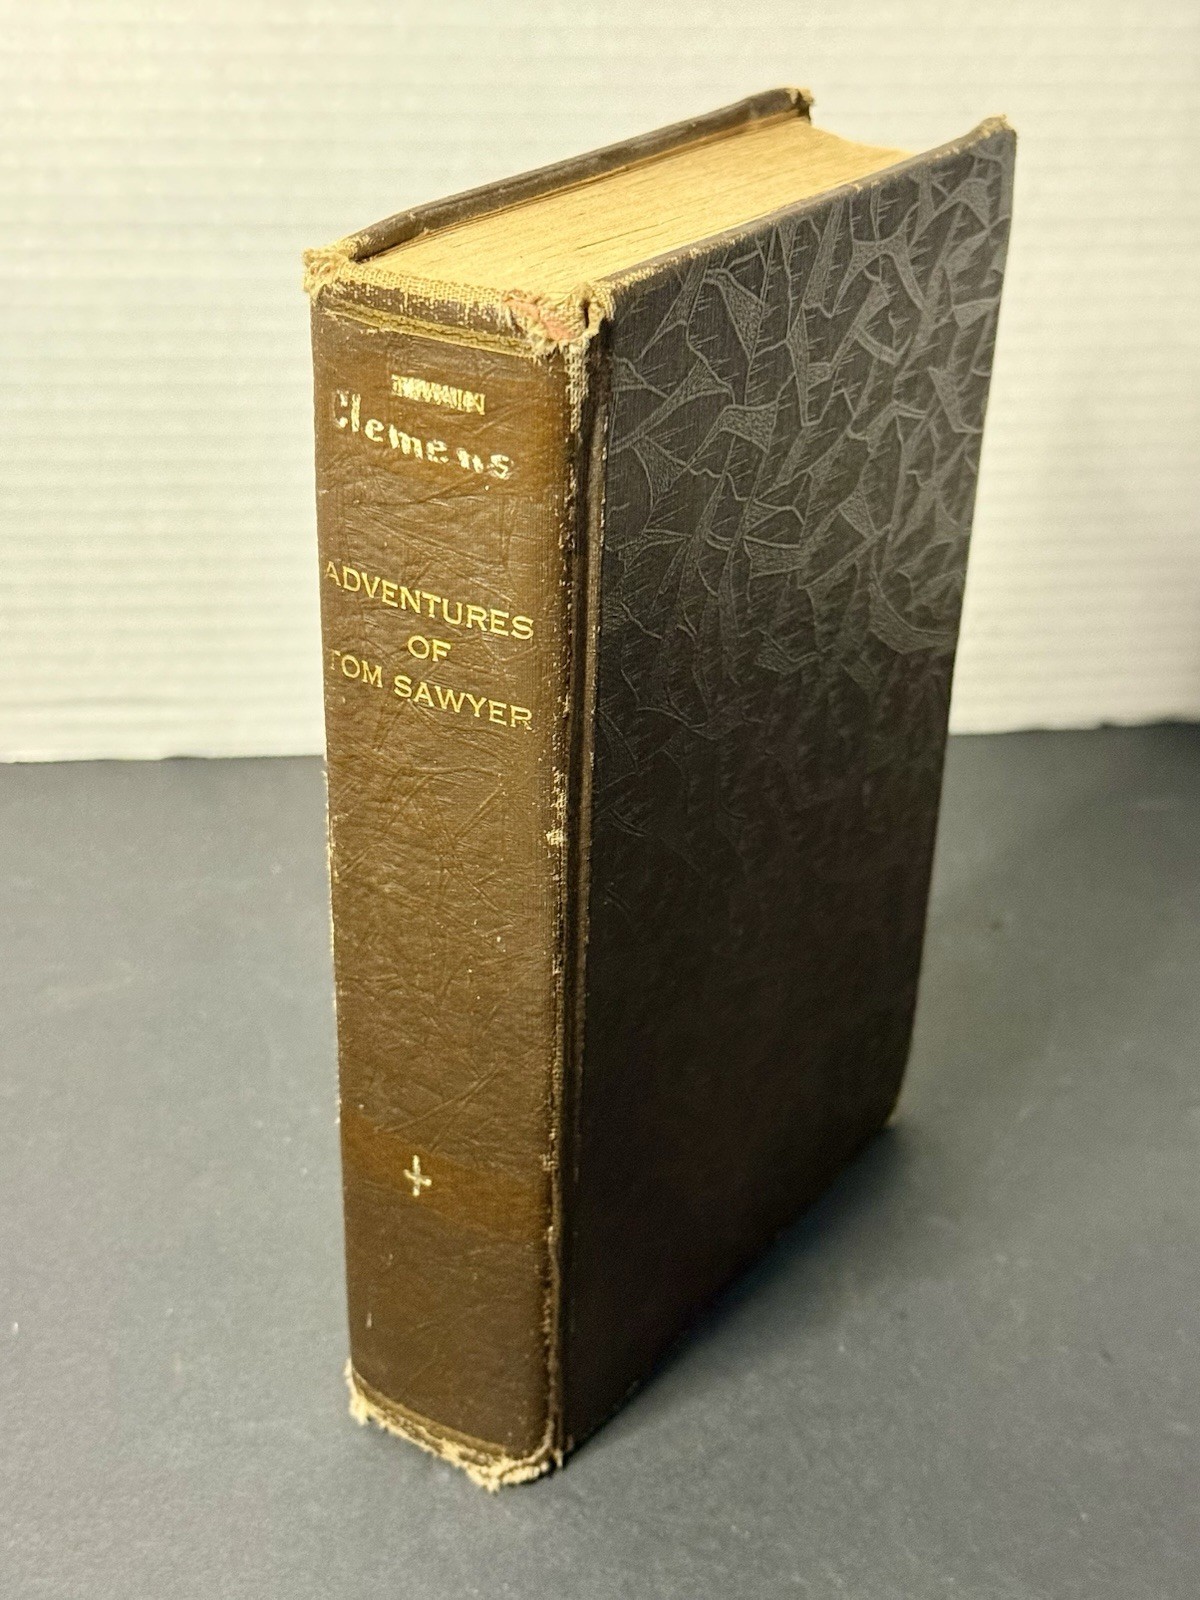 Clemens
ADVENTURES
OF
TOM SAWYER